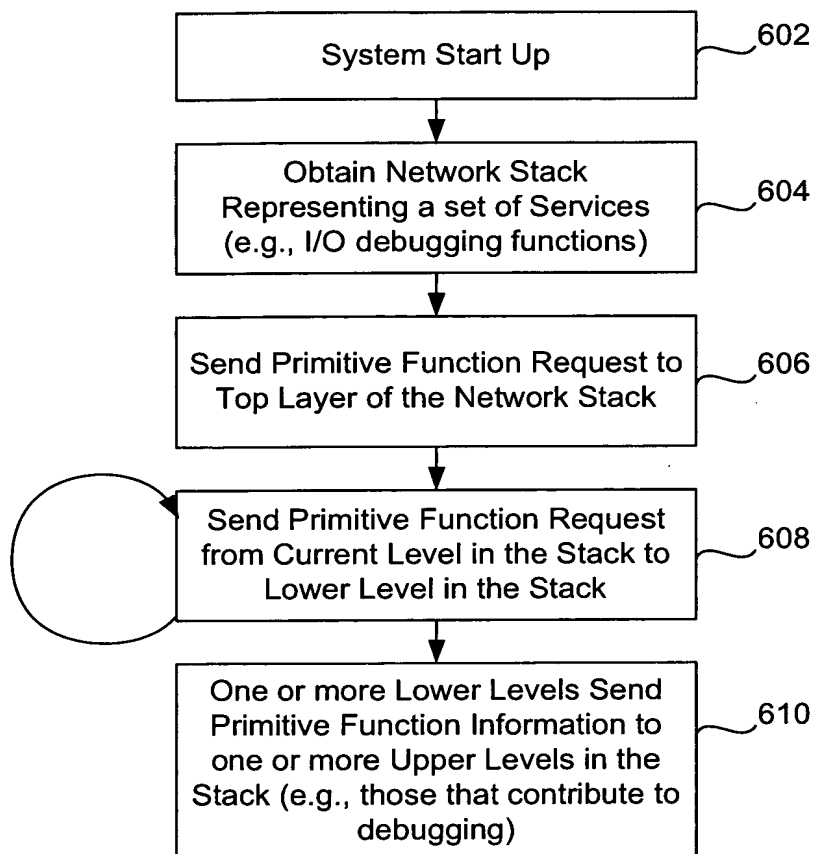 System Start Up
602
Obtain Network Stack
Representing a set of Services
(e.g., I/O debugging functions)
604
Send Primitive Function Request to
Top Layer of the Network Stack
606
Send Primitive Function Request
from Current Level in the Stack to
Lower Level in the Stack
608
One or more Lower Levels Send
Primitive Function Information to
one or more Upper Levels in the
Stack (e.g., those that contribute to
debugging)
610